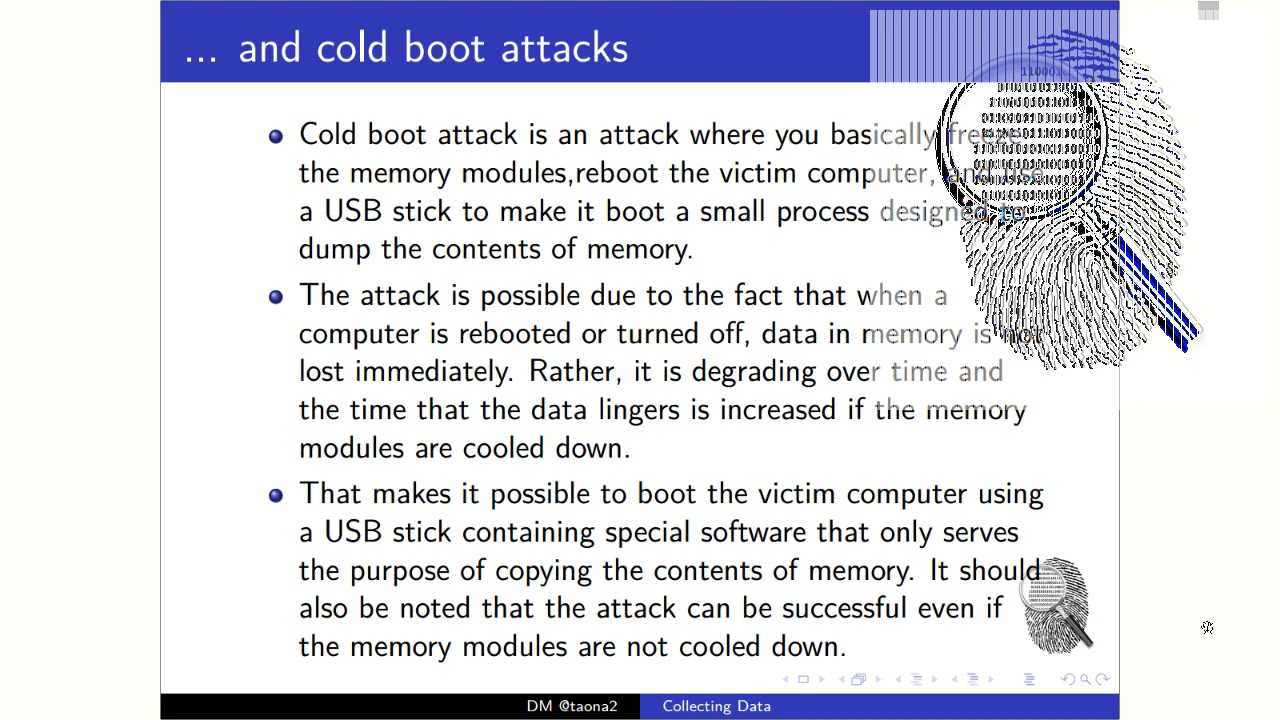 ... and cold boot attacks
Cold boot attack is an attack where you basically freeze
the memory modules,reboot the victim computer, and use
a USB stick to make it boot a small process designed to
dump the contents of memory.
The attack is possible due to the fact that when a
computer is rebooted or turned off, data in memory is not
lost immediately. Rather, it is degrading over time and
the time that the data lingers is increased if the memory
modules are cooled down.
That makes it possible to boot the victim computer using
a USB stick containing special software that only serves
the purpose of copying the contents of memory. It should
also be noted that the attack can be successful even if
the memory modules are not cooled down.
DM @taona2
Collecting Data